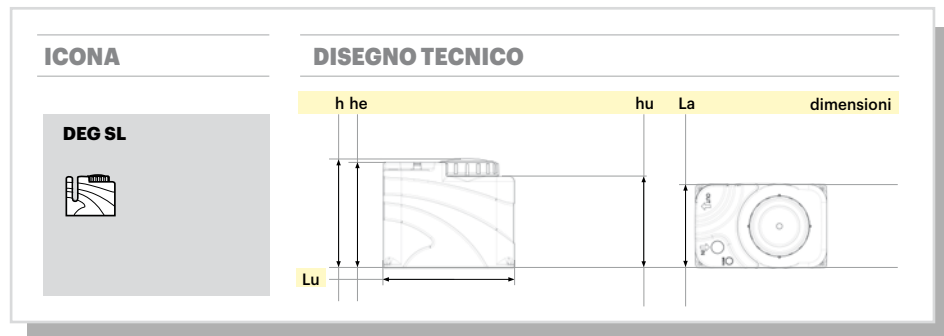 ICONA
DISEGNO TECNICO
h he hu La dimensioni
DEG SL
Lu